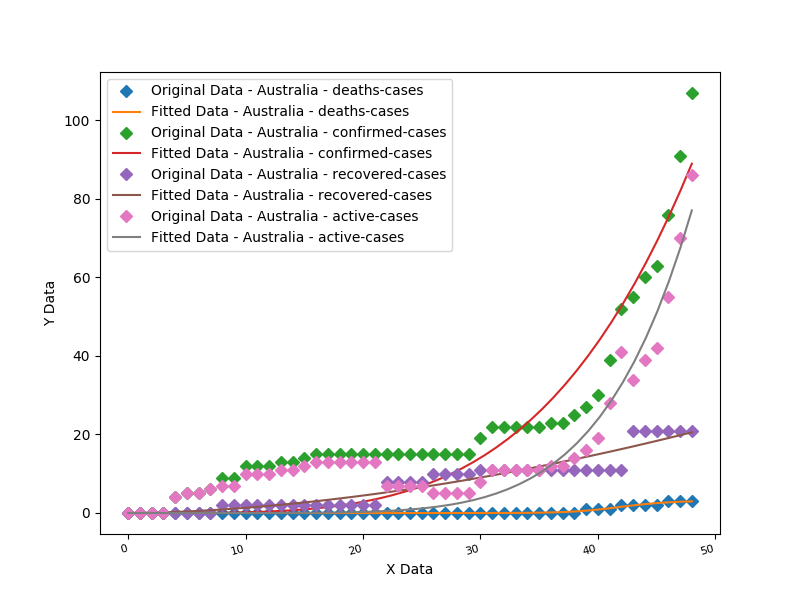 Original Data - Australia - deaths-cases
Fitted Data - Australia - deaths-cases
Original Data - Australia - confirmed-cases
Fitted Data - Australia - confirmed-cases
Original Data - Australia - recovered-cases
Fitted Data - Australia - recovered-cases
Original Data - Australia - active-cases
Fitted Data - Australia - active-cases
100
80
60
40
20
0
Y Data
0 10 20 30 40 50
X Data